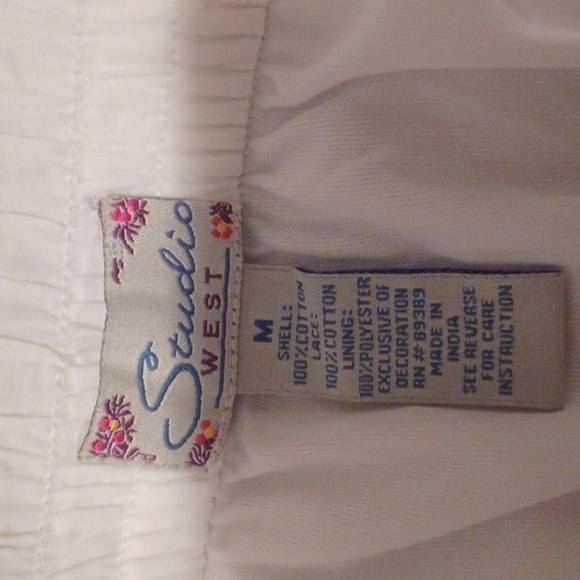 Studio
WEST
M
SHELL:
100%COTTON
LACE:
100%COTTON
LINING:
100%POLYESTER
EXCLUSIVE OF
DECORATION
RN#89389
MADE IN
INDIA
SEE REVERSE
FOR CARE
INSTRUCTION